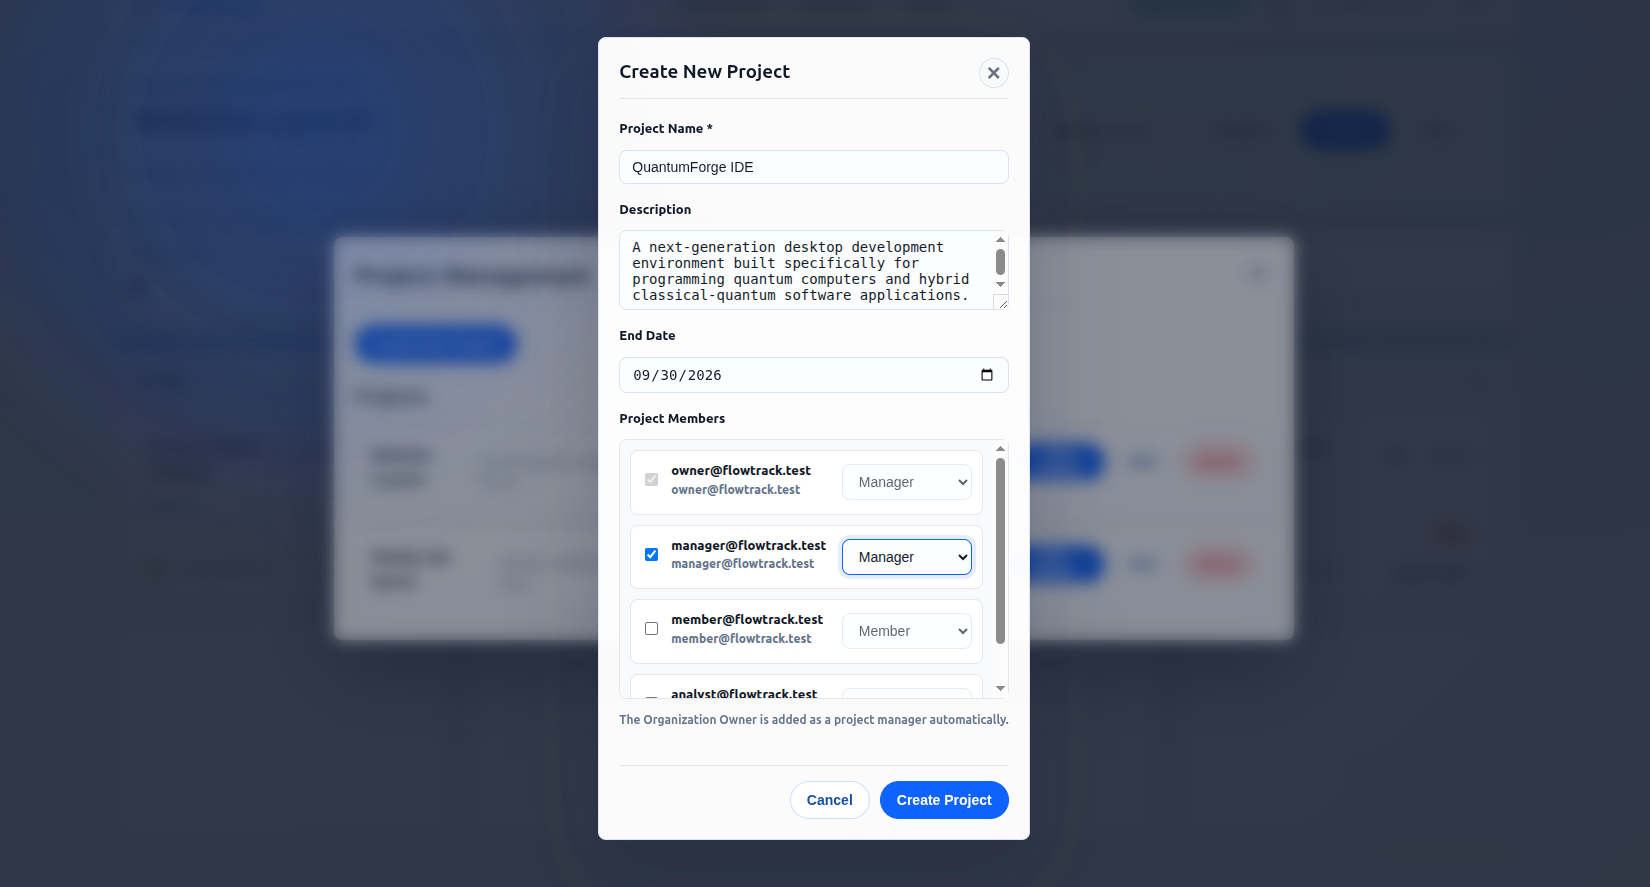 Create New Project
Project Name *
QuantumForge IDE
Description
A next-generation desktop development
environment built specifically for
programming quantum computers and hybrid
classical-quantum software applications.
End Date
09/30/2026
Project Members
owner@flowtrack.test
owner@flowtrack.test
Manager
manager@flowtrack.test
manager@flowtrack.test
Manager
member@flowtrack.test
member@flowtrack.test
Member
analyst@flowtrack.test
The Organization Owner is added as a project manager automatically.
Cancel
Create Project